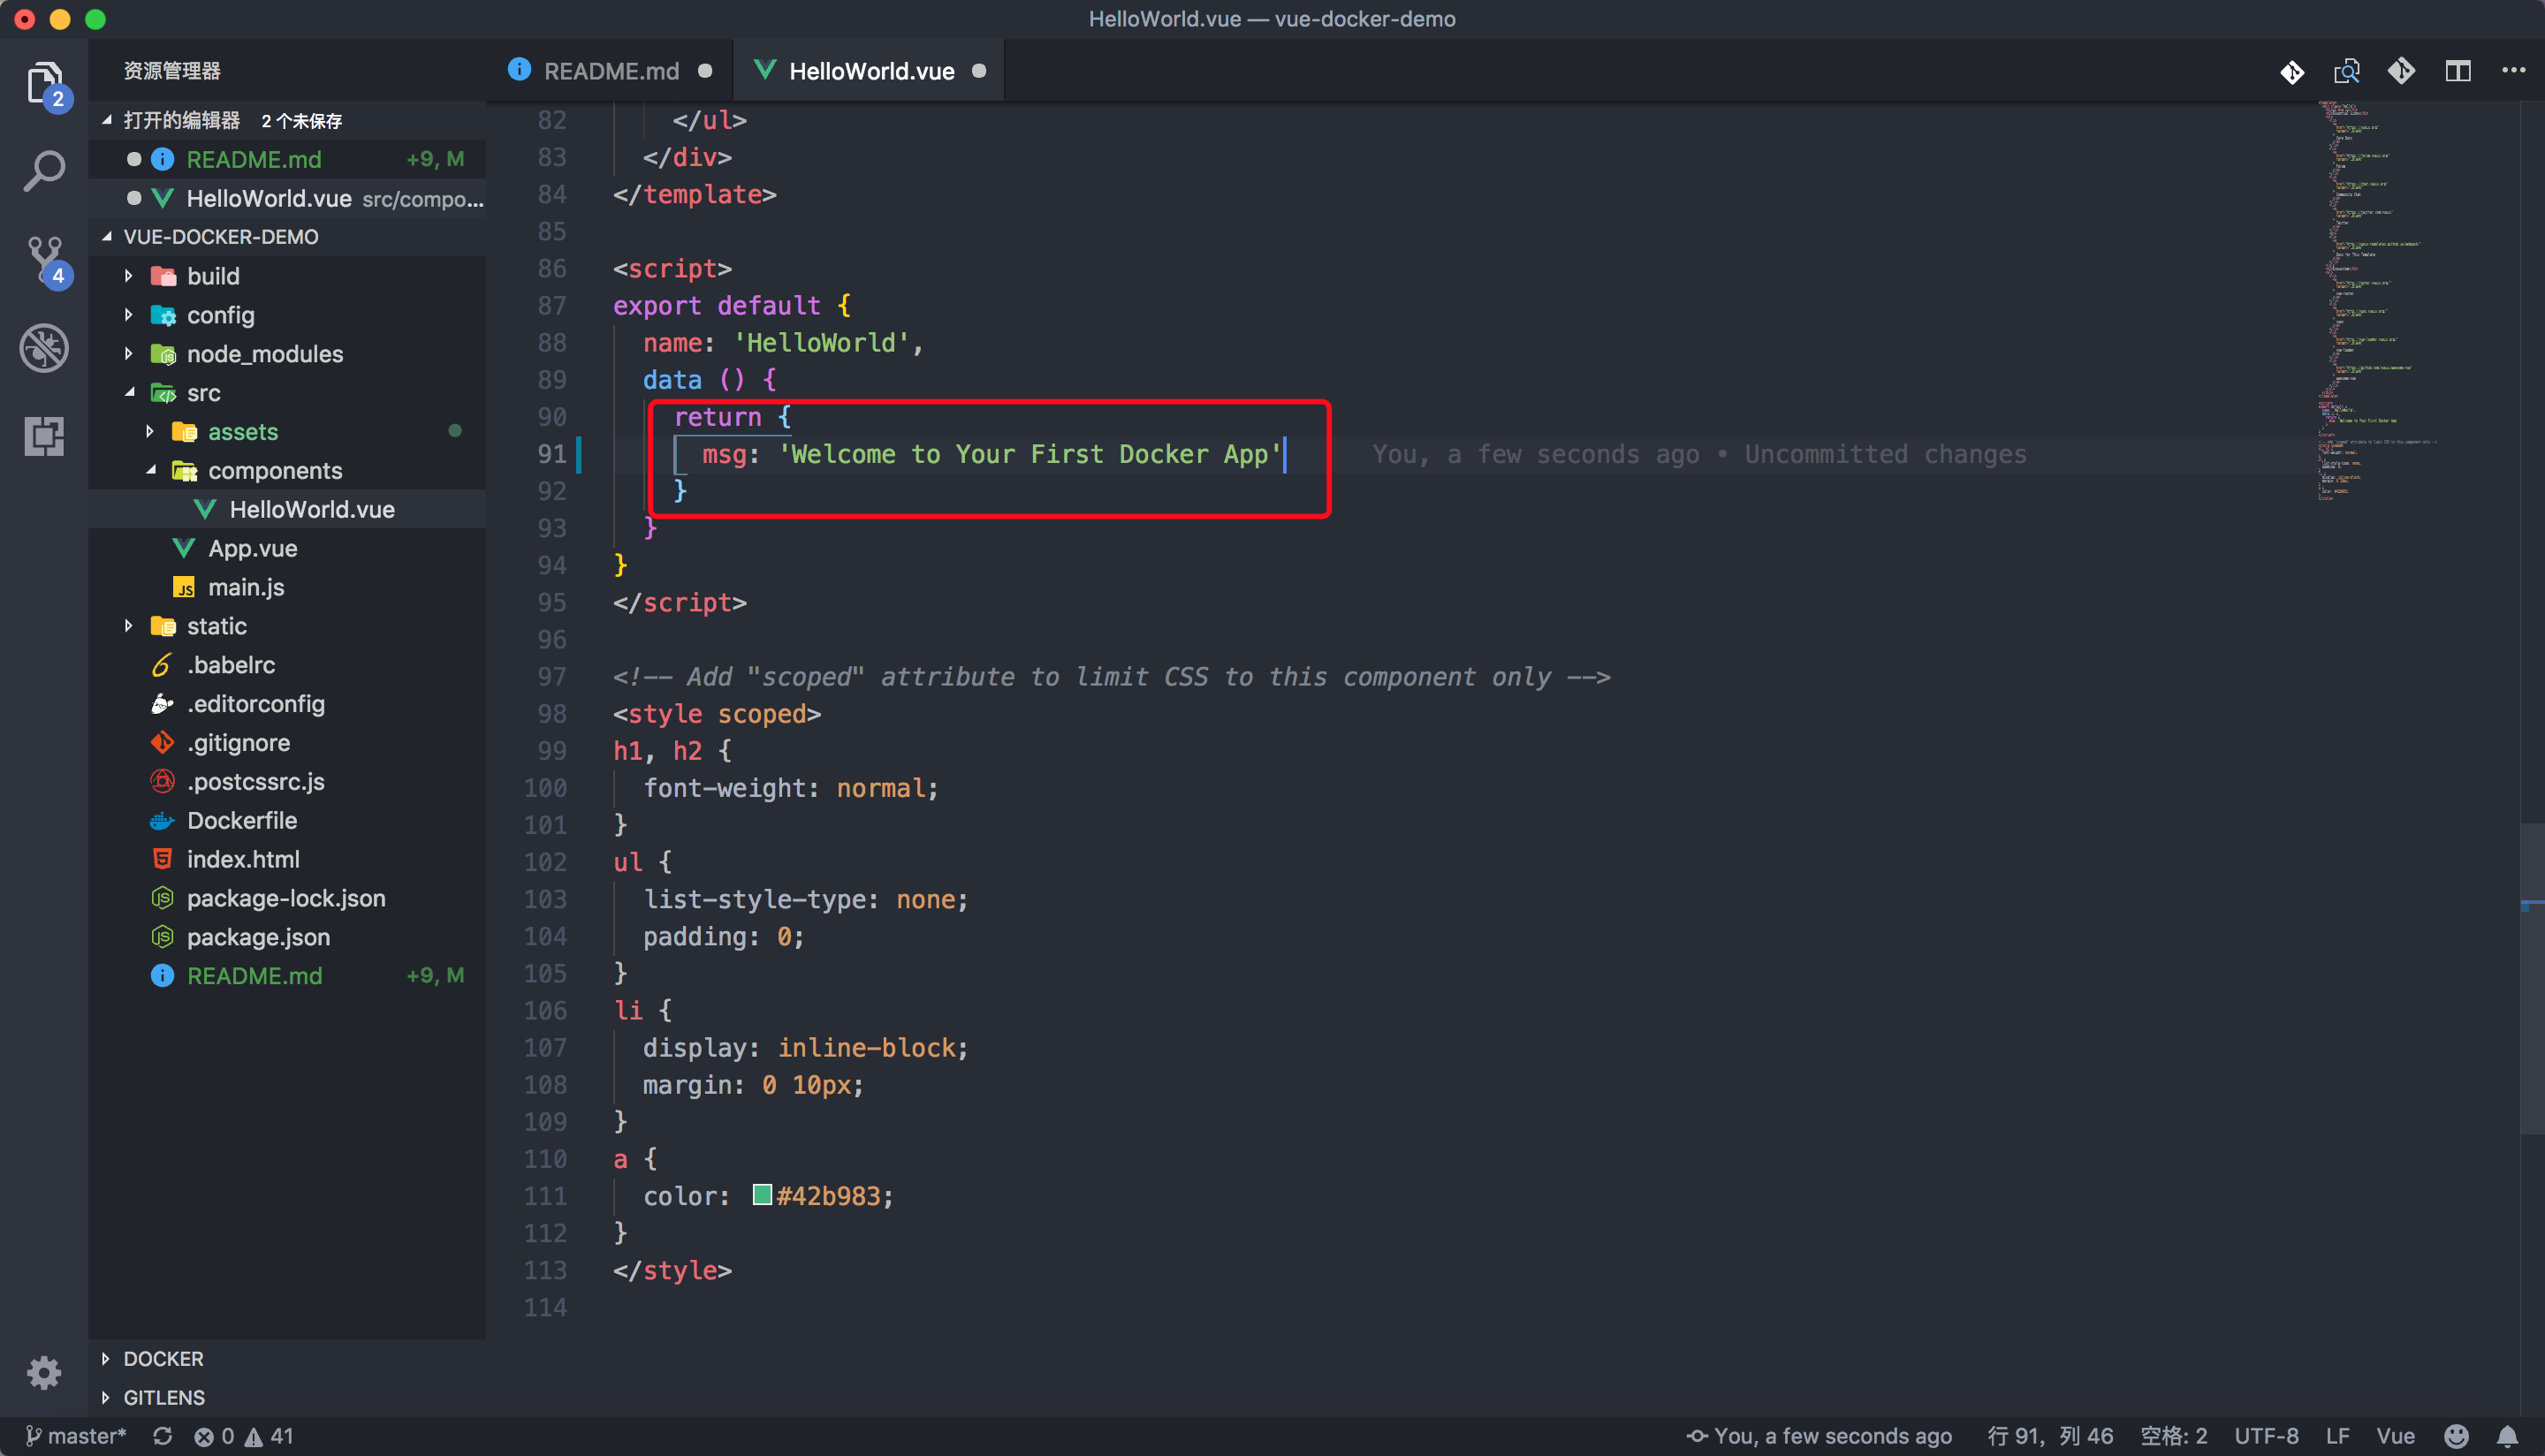 HelloWorld.vue — vue-docker-demo
资源管理器
README.md
HelloWorld.vue
2
4
打开的编辑器 2 个未保存
README.md +9, M
HelloWorld.vue src/compo...
VUE-DOCKER-DEMO
build
config
node_modules
src
assets
components
HelloWorld.vue
App.vue
main.js
static
.babelrc
.editorconfig
.gitignore
.postcssrc.js
Dockerfile
index.html
package-lock.json
package.json
README.md +9, M
DOCKER
GITLENS
82 </ul>
83 </div>
84 </template>
85
86 <script>
87 export default {
88 name: 'HelloWorld',
89 data () {
90 return {
91 msg: 'Welcome to Your First Docker App' You, a few seconds ago • Uncommitted changes
92 }
93 }
94 }
95 </script>
96
97 <!-- Add "scoped" attribute to limit CSS to this component only -->
98 <style scoped>
99 h1, h2 {
100 font-weight: normal;
101 }
102 ul {
103 list-style-type: none;
104 padding: 0;
105 }
106 li {
107 display: inline-block;
108 margin: 0 10px;
109 }
110 a {
111 color: #42b983;
112 }
113 </style>
114
master* 0 41 You, a few seconds ago 行 91， 列 46 空格: 2 UTF-8 LF Vue